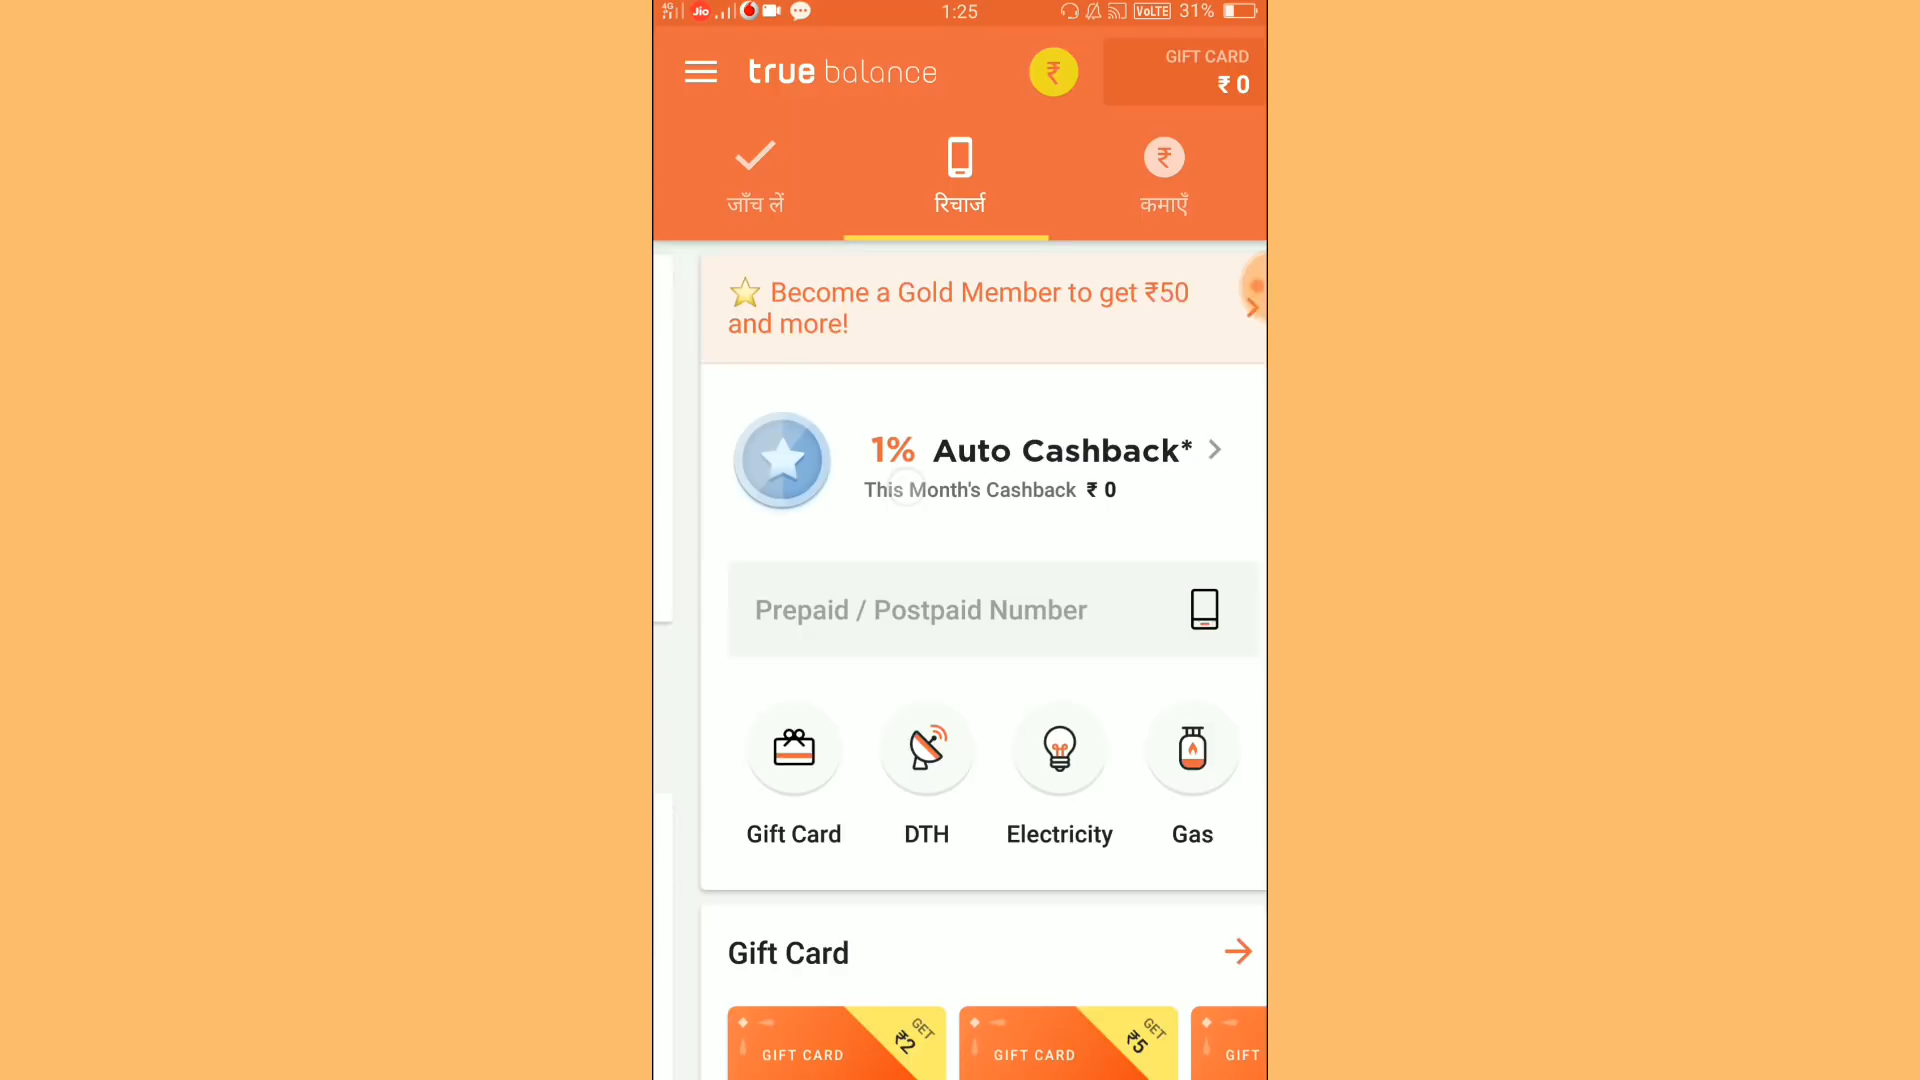 4G
Jio
1:25
VoLTE 31%
true balance
₹
GIFT CARD
₹ 0
जाँच लें
रिचार्ज
₹
कमाएँ
Become a Gold Member to get ₹50
and more!
1% Auto Cashback*
This Month's Cashback ₹ 0
Prepaid / Postpaid Number
Gift Card
DTH
Electricity
Gas
Gift Card
GET
₹2
GIFT CARD
GET
₹5
GIFT CARD
GIFT